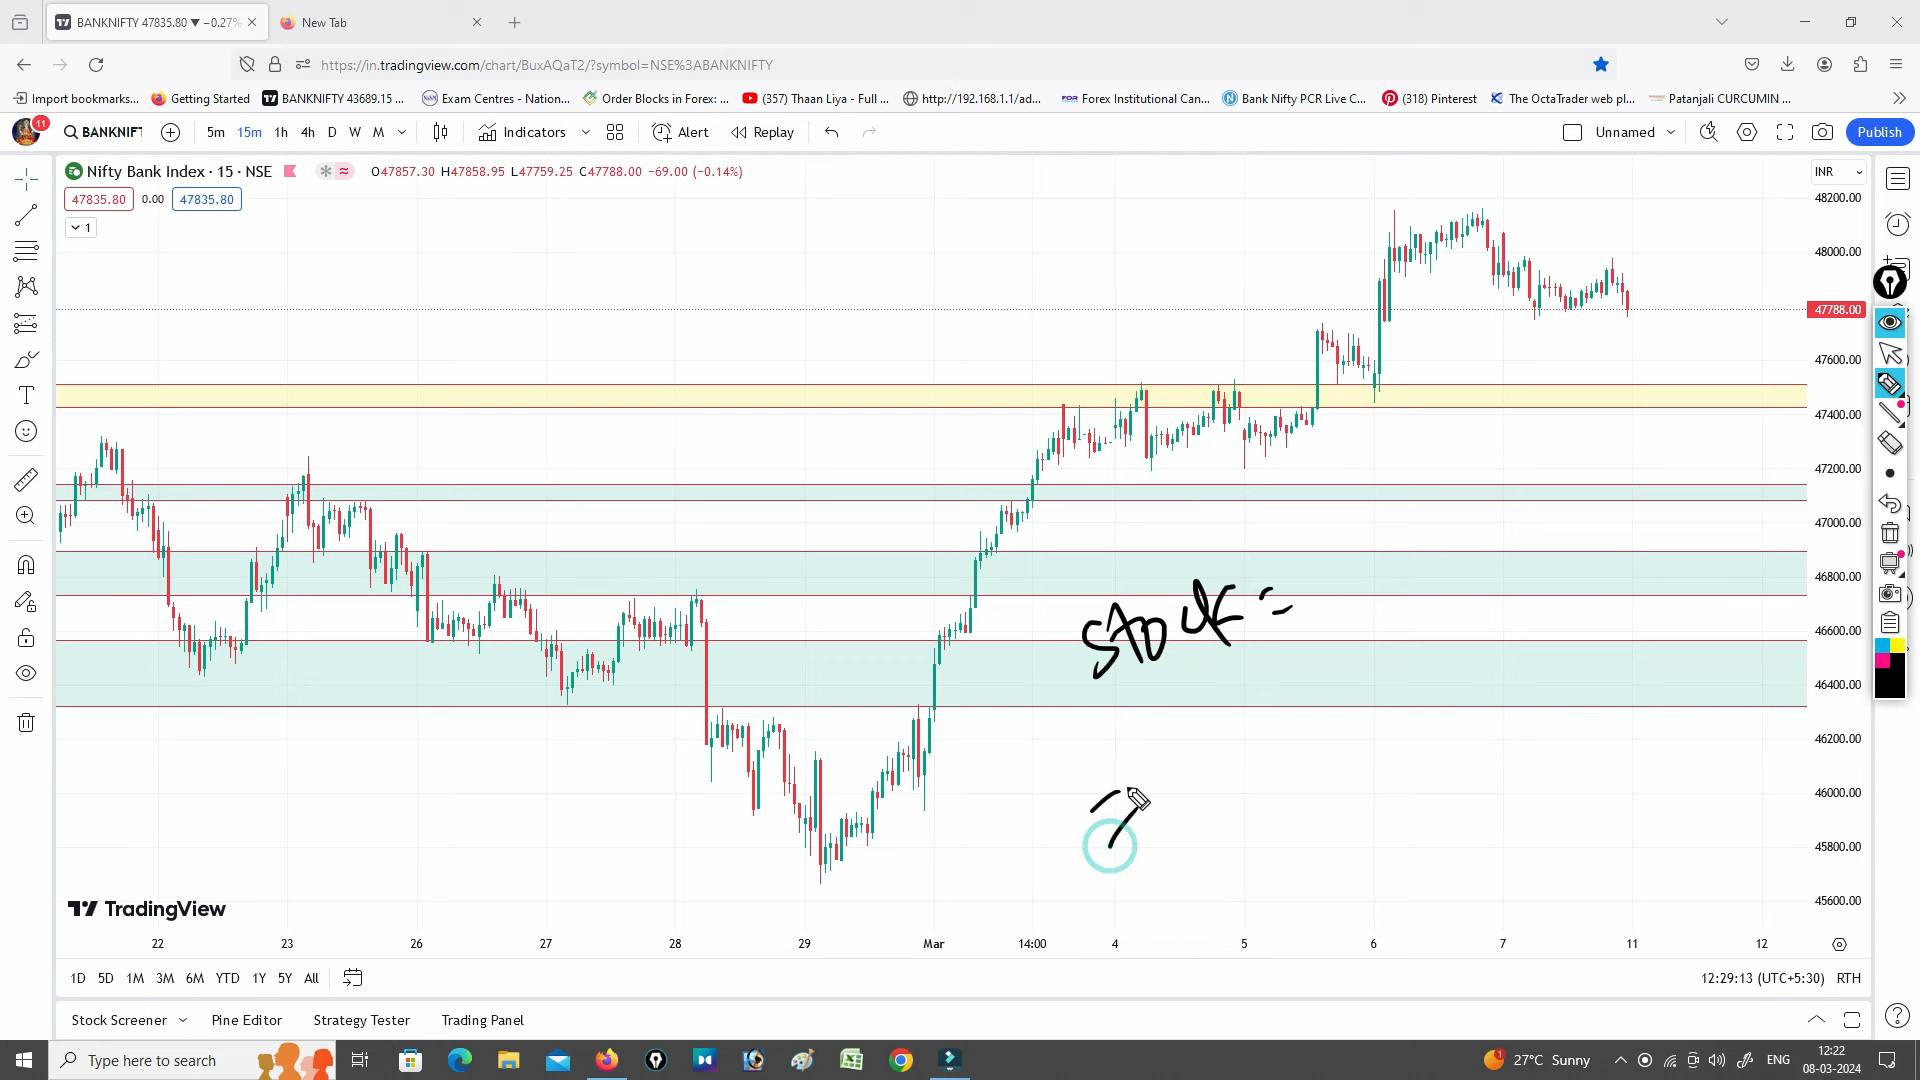 BANKNIFTY 47835.80 ▼ −0.27%
New Tab
https://in.tradingview.com/chart/BuxAQaT2/?symbol=NSE%3ABANKNIFTY
Import bookmarks... Getting Started BANKNIFTY 43689.15 ... Exam Centres - Nation... Order Blocks in Forex: ... (357) Thaan Liya - Full ... http://192.168.1.1/ad... FOR Forex Institutional Can... Bank Nifty PCR Live C... (318) Pinterest The OctaTrader web pl... Patanjali CURCUMIN ...
11 BANKNIFT 5m 15m 1h 4h D W M Indicators Alert Replay Unnamed Publish
Nifty Bank Index · 15 · NSE O47857.30 H47858.95 L47759.25 C47788.00 −69.00 (−0.14%) INR
47835.80 0.00 47835.80
1
48200.00
48000.00
47788.00
47600.00
47400.00
47200.00
47000.00
46800.00
46600.00
46400.00
46200.00
46000.00
45800.00
45600.00
TradingView
22 23 26 27 28 29 Mar 14:00 4 5 6 7 11 12
1D 5D 1M 3M 6M YTD 1Y 5Y All 12:29:13 (UTC+5:30) RTH
Stock Screener Pine Editor Strategy Tester Trading Panel
Type here to search 1 27°C Sunny ENG 12:22
08-03-2024